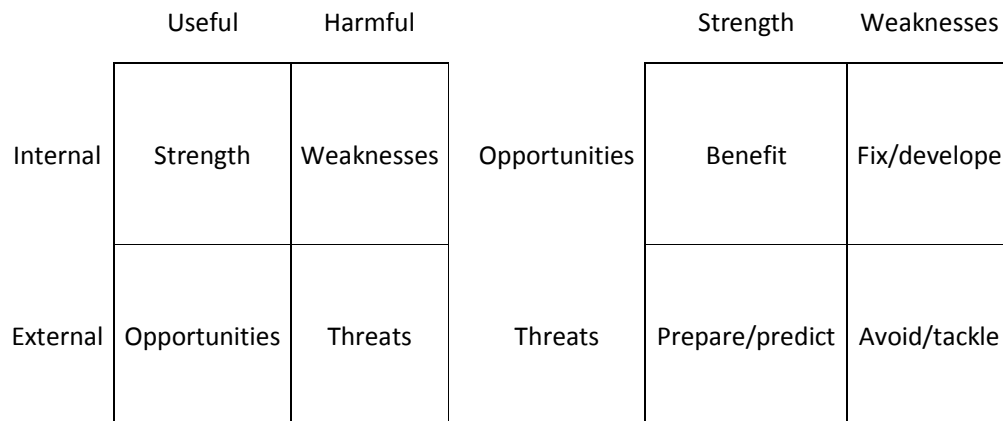 Useful Harmful Strength Weaknesses
Internal Strength Weaknesses Opportunities Benefit Fix/develope
External Opportunities Threats Threats Prepare/predict Avoid/tackle